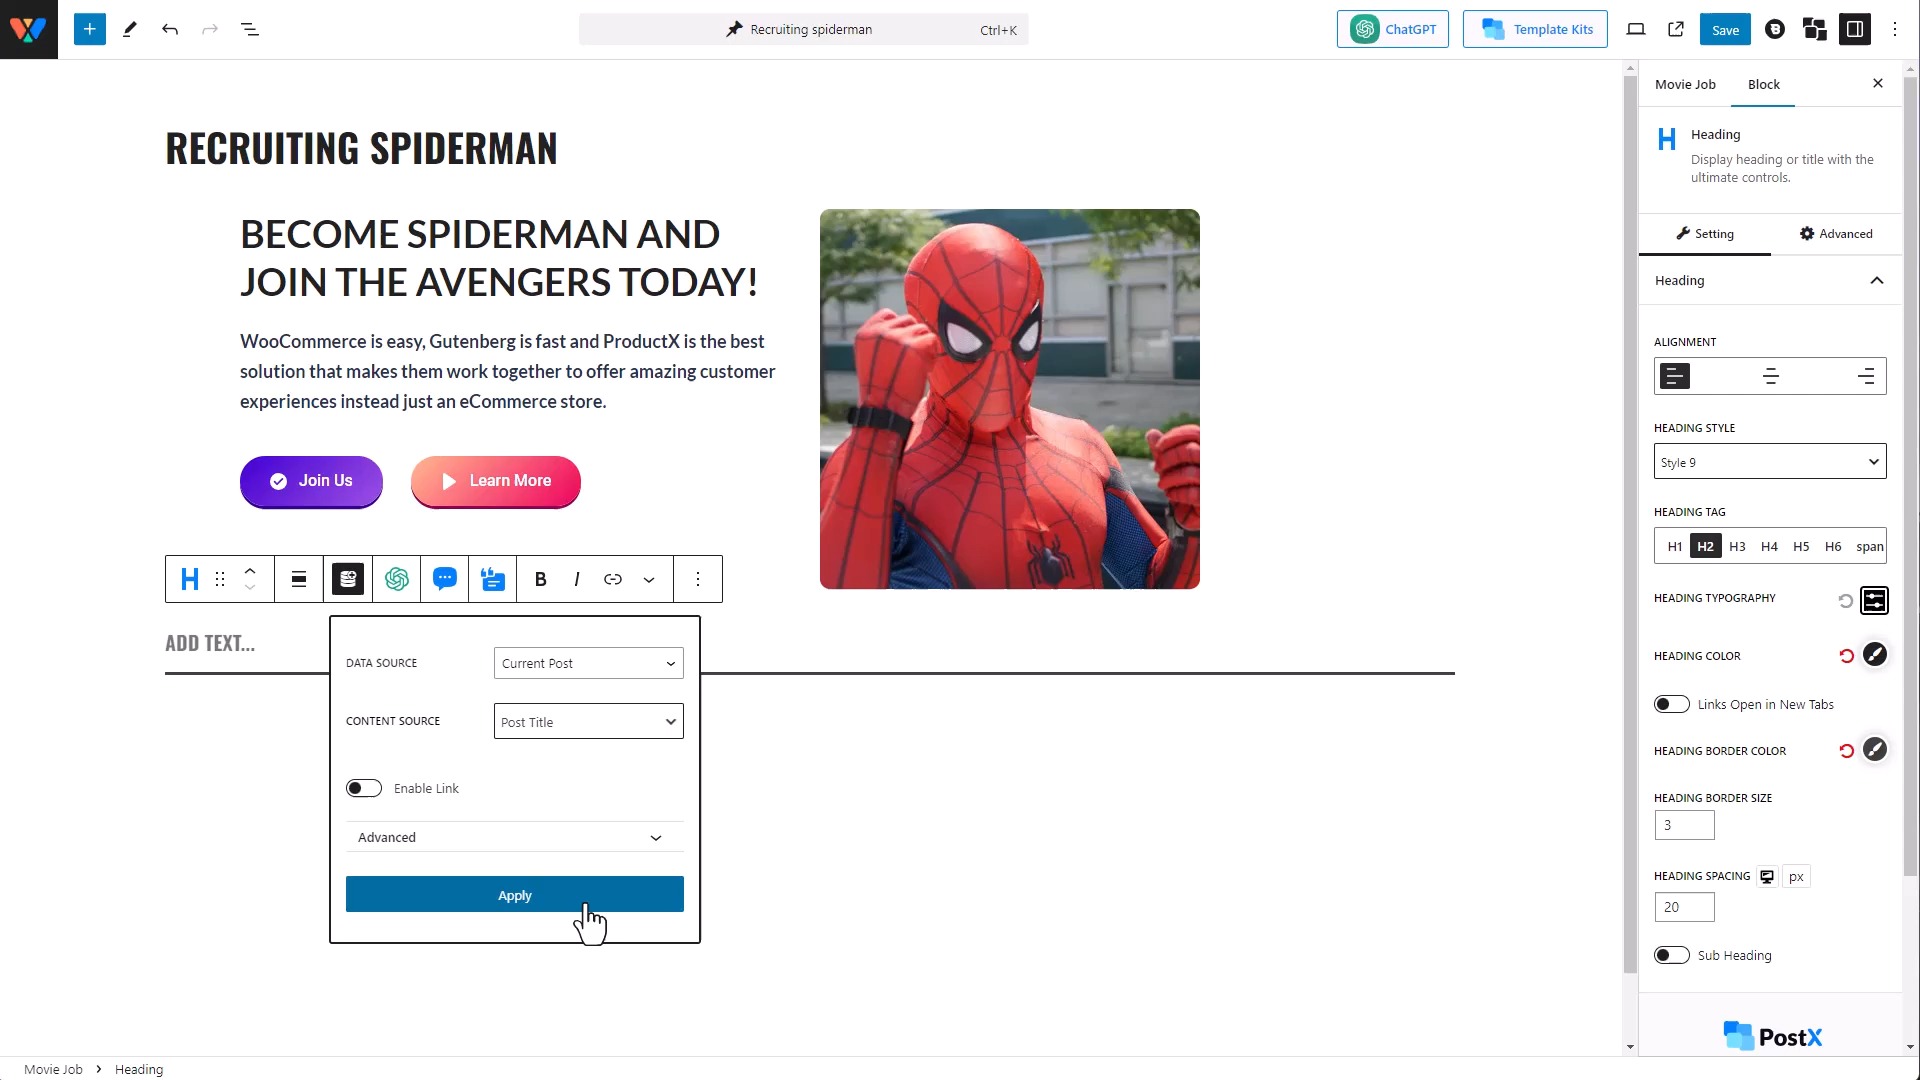 Recruiting spiderman
Ctrl+K
ChatGPT
Template Kits
Save
RECRUITING SPIDERMAN
BECOME SPIDERMAN AND
JOIN THE AVENGERS TODAY!
WooCommerce is easy, Gutenberg is fast and ProductX is the best
solution that makes them work together to offer amazing customer
experiences instead just an eCommerce store.
Join Us
Learn More
H
B
I
ADD TEXT...
DATA SOURCE
Current Post
CONTENT SOURCE
Post Title
Enable Link
Advanced
Apply
Movie Job
Block
H
Heading
Display heading or title with the
ultimate controls.
Setting
Advanced
Heading
ALIGNMENT
HEADING STYLE
Style 9
HEADING TAG
H1 H2 H3 H4 H5 H6 span
HEADING TYPOGRAPHY
HEADING COLOR
Links Open in New Tabs
HEADING BORDER COLOR
HEADING BORDER SIZE
3
HEADING SPACING
px
20
Sub Heading
PostX
Movie Job > Heading